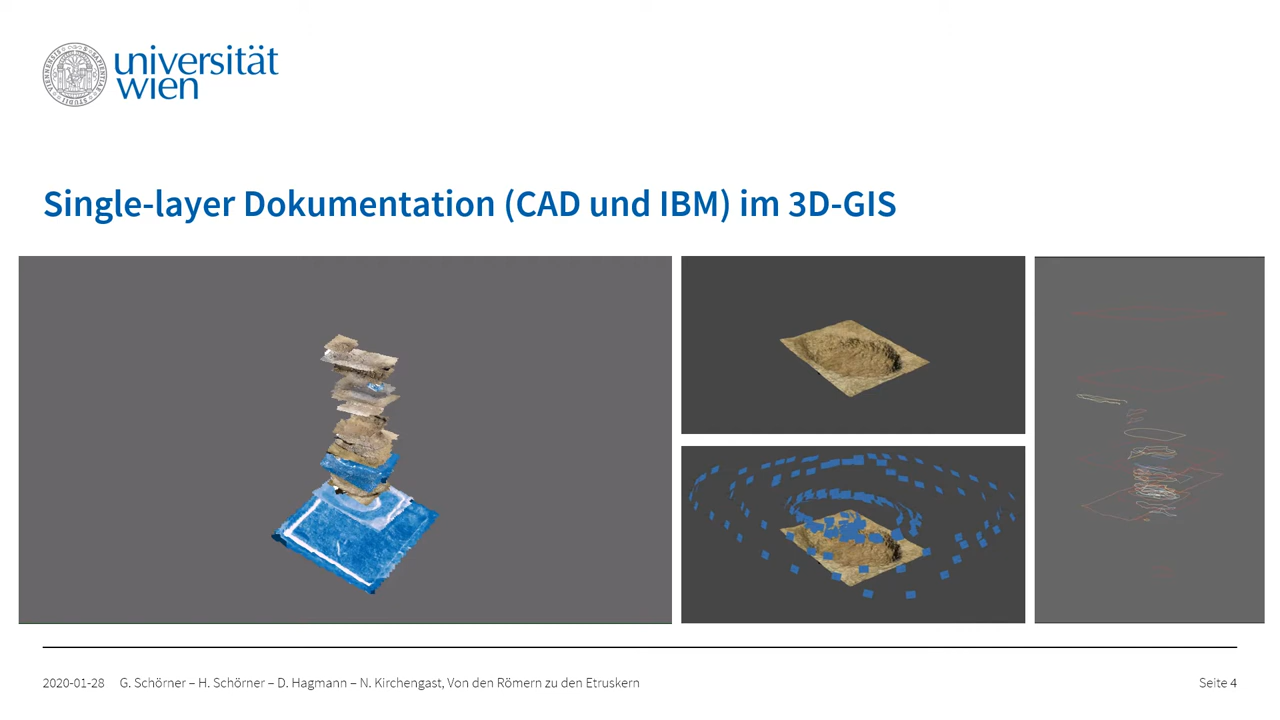 universität
wien
Single-layer Dokumentation (CAD und IBM) im 3D-GIS
2020-01-28 G. Schörner – H. Schörner – D. Hagmann – N. Kirchengast, Von den Römern zu den Etruskern
Seite 4